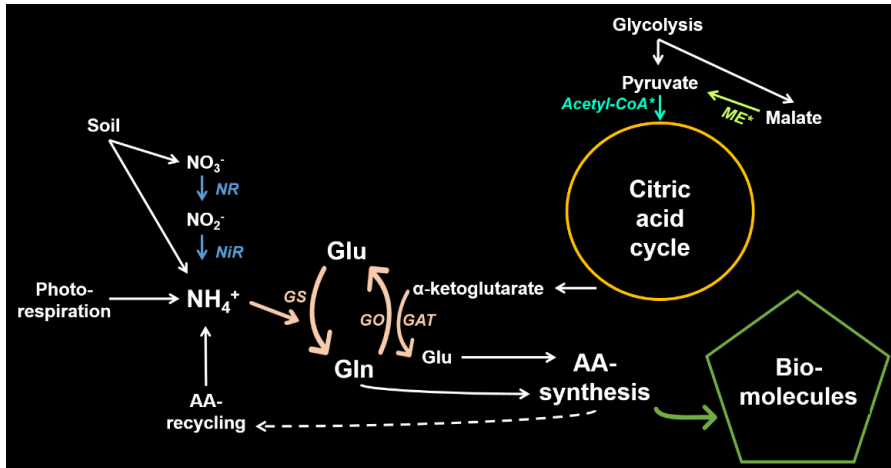 Glycolysis
Pyruvate
Acetyl-CoA*
ME*
Malate
Soil
NO₃⁻
NR
NO₂⁻
NiR
Citric
acid
cycle
Glu
Photo-
respiration
NH₄⁺
GS
GO
GAT
α-ketoglutarate
Gln
Glu
AA-
synthesis
Bio-
molecules
AA-
recycling